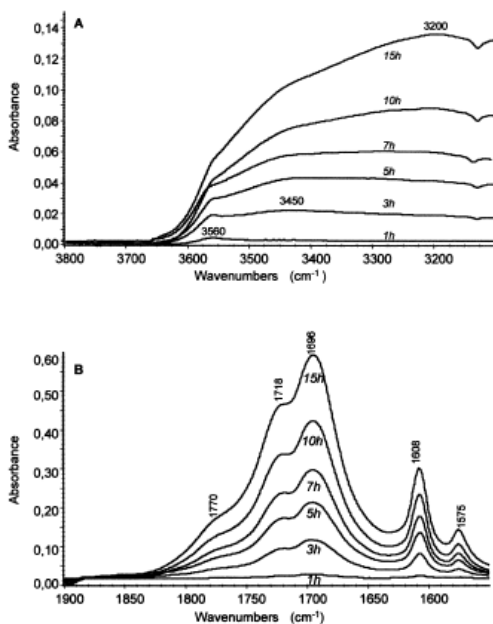 0,14
A
3200
0,12
15h
0,10
10h
0,08
7h
0,06
5h
0,04
3450
3h
0,02
3560
1h
0,00
3800
3700
3600
3500
3400
3300
3200
Wavenumbers (cm-1)
Absorbance
0,60
B
1696
1718
15h
0,50
0,40
10h
1608
0,30
7h
1770
0,20
5h
1575
0,10
3h
0,00
1h
1900
1850
1800
1750
1700
1650
1600
Wavenumbers (cm-1)
Absorbance